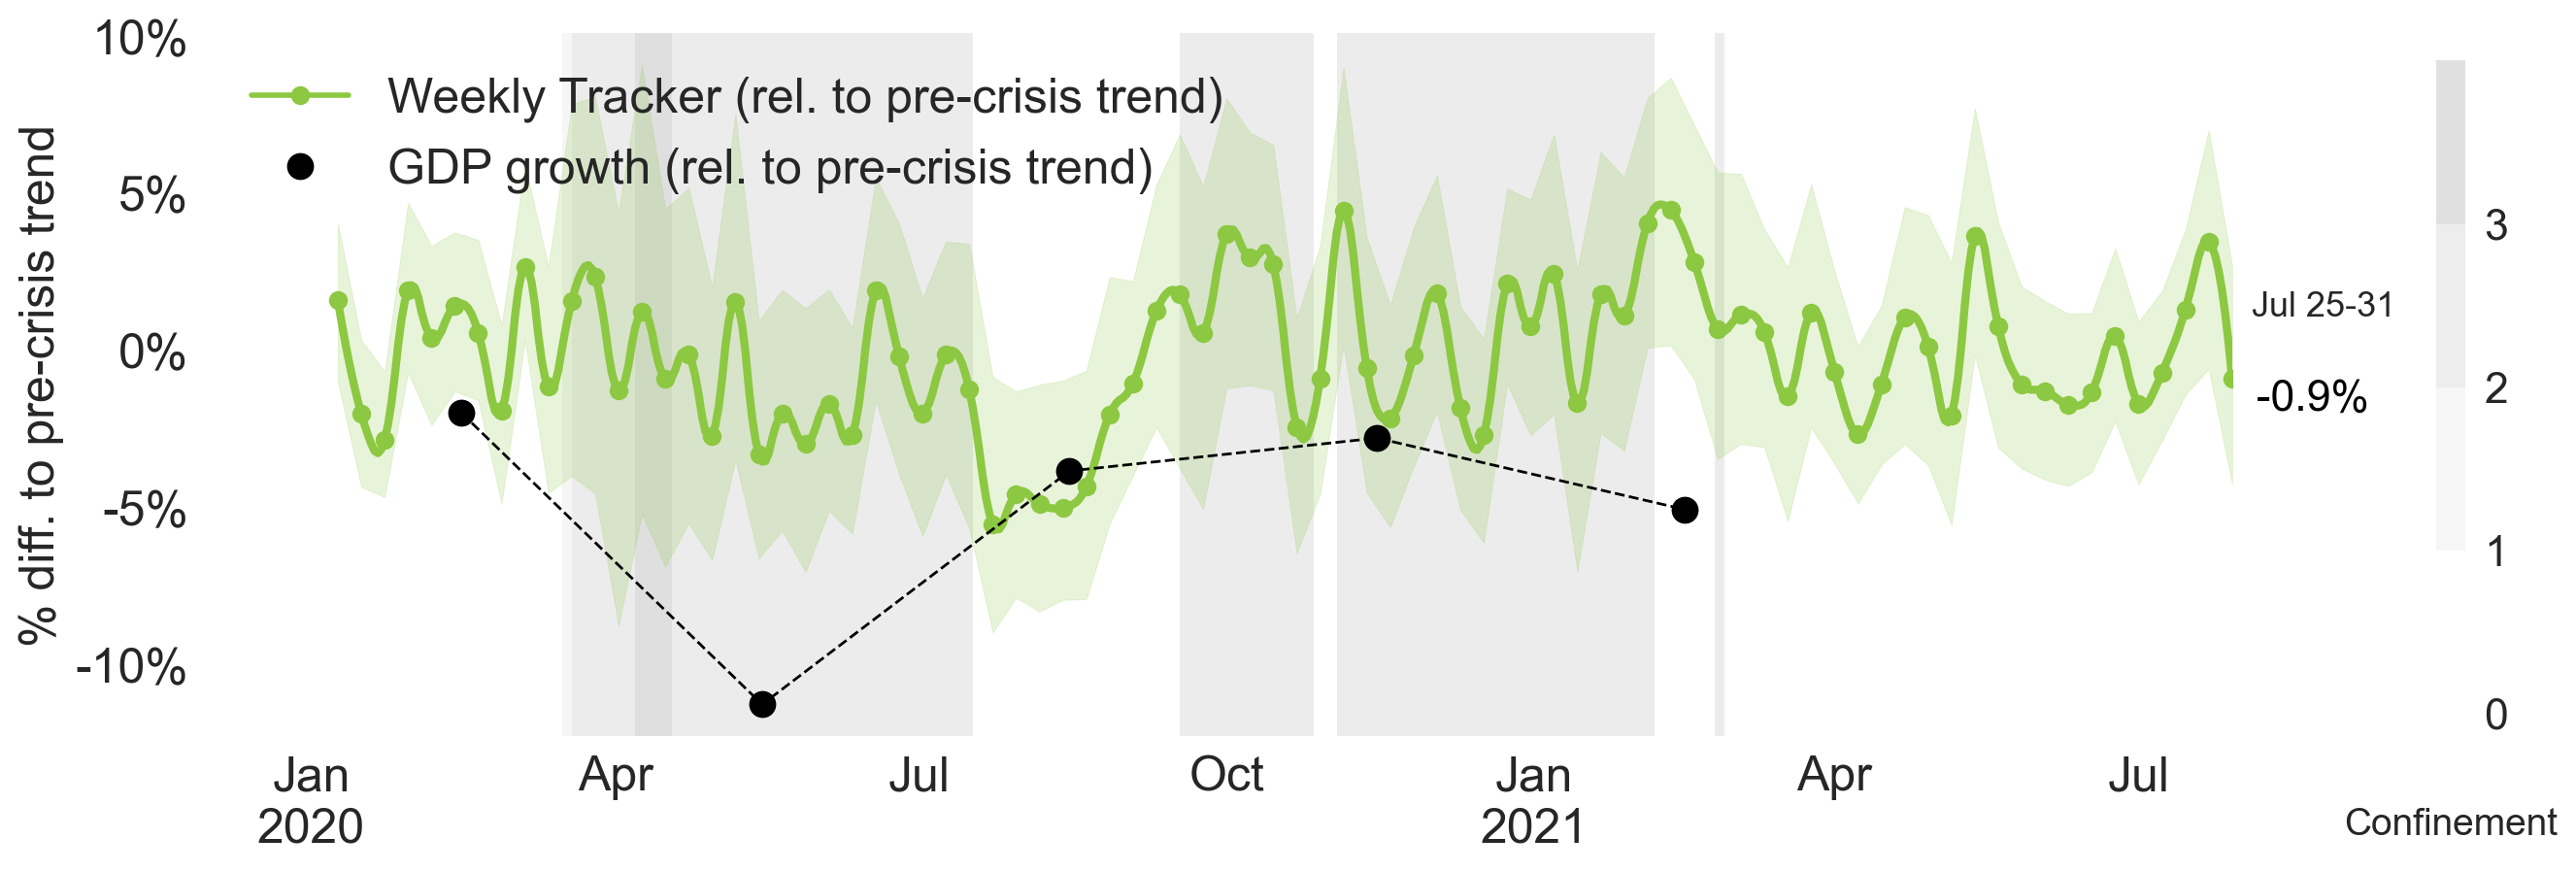 10%
5%
0%
-5%
-10%
% diff. to pre-crisis trend
Weekly Tracker (rel. to pre-crisis trend)
GDP growth (rel. to pre-crisis trend)
Jul 25-31
-0.9%
3
2
1
0
Jan
2020
Apr
Jul
Oct
Jan
2021
Apr
Jul
Confinement